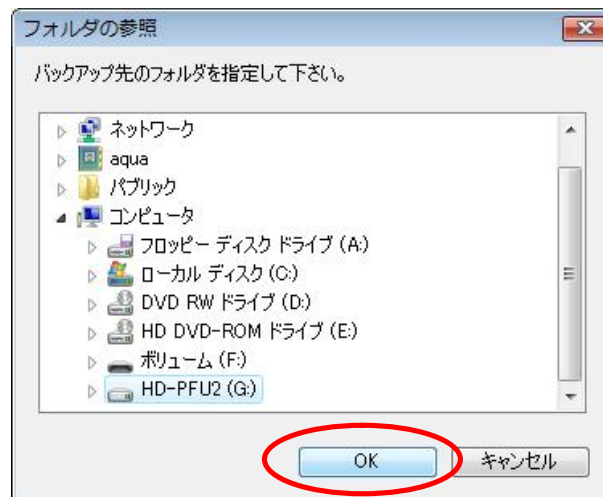 フォルダの参照
バックアップ先のフォルダを指定して下さい。
ネットワーク
aqua
パブリック
コンピュータ
フロッピー ディスク ドライブ (A:)
ローカル ディスク (C:)
DVD RW ドライブ (D:)
HD DVD-ROM ドライブ (E:)
ボリューム (F:)
HD-PFU2 (G:)
OK
キャンセル